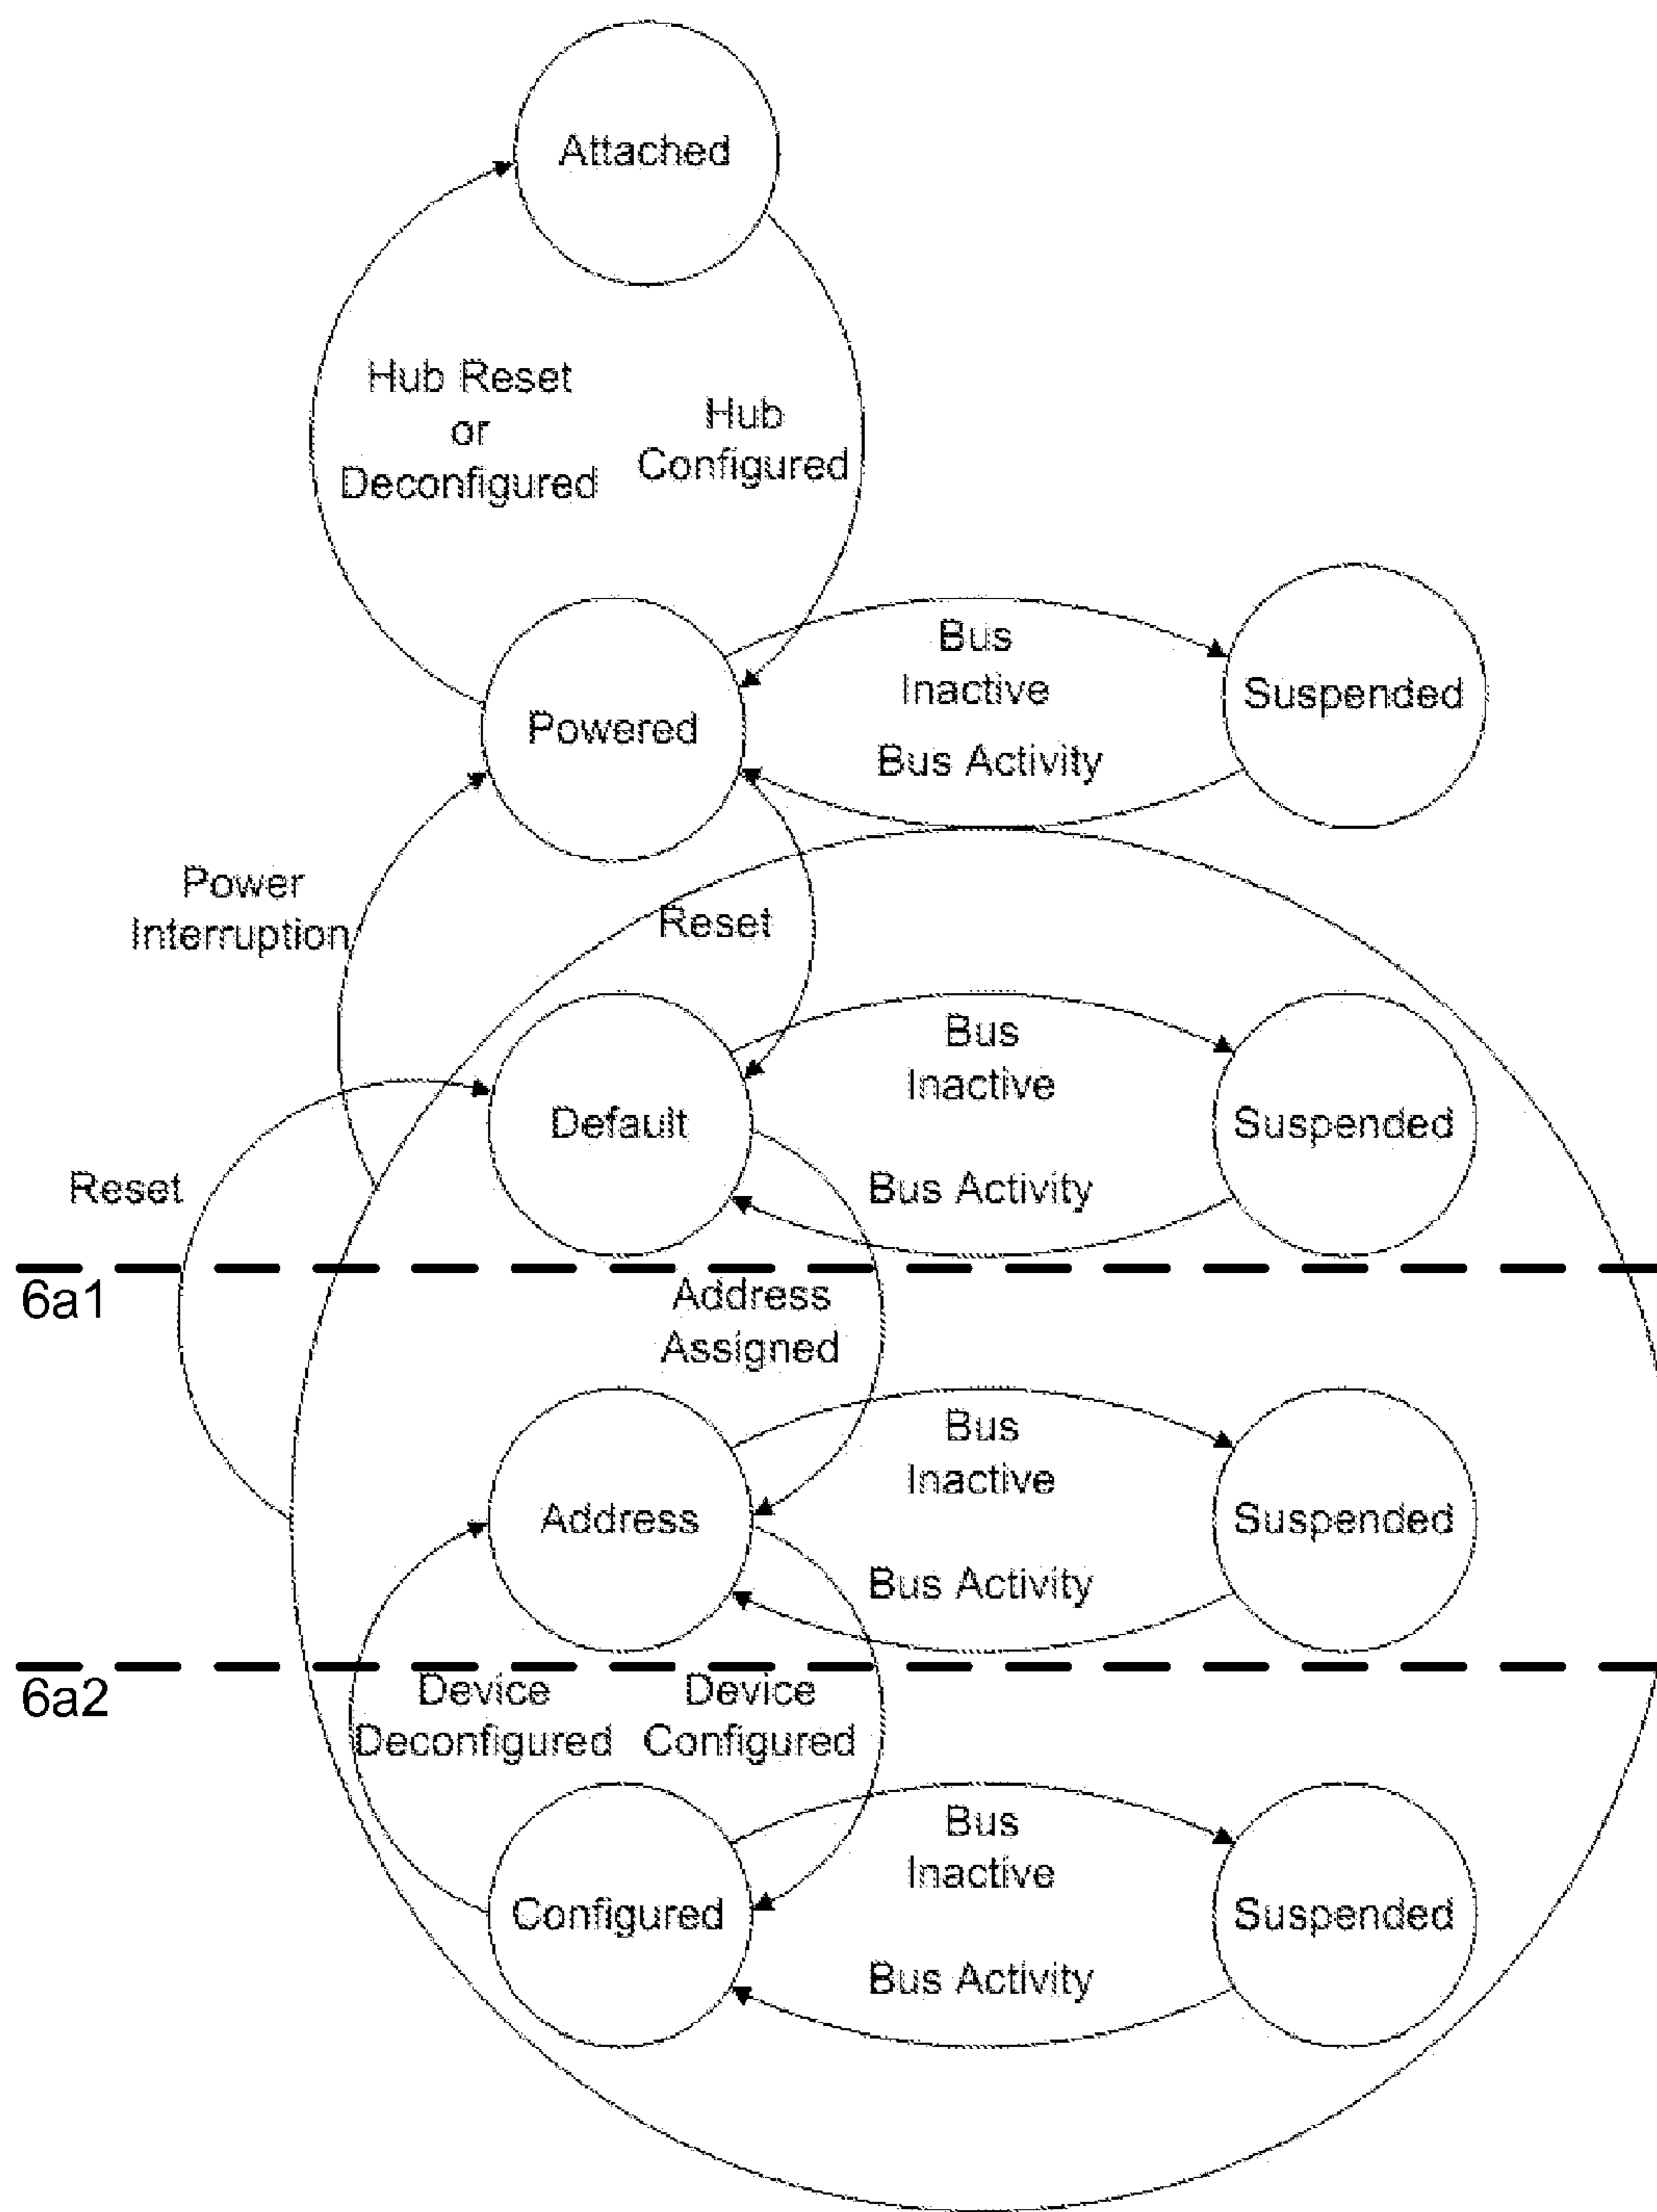 Attached
Hub Reset
or
Deconfigured
Hub
Configured
Bus
Inactive
Suspended
Powered
Bus Activity
Power
Interruption
Reset
Bus
Inactive
Default
Suspended
Reset
Bus Activity
6a1
Address
Assigned
Bus
Inactive
Address
Suspended
Bus Activity
6a2
Device
Deconfigured
Device
Configured
Bus
Inactive
Configured
Suspended
Bus Activity